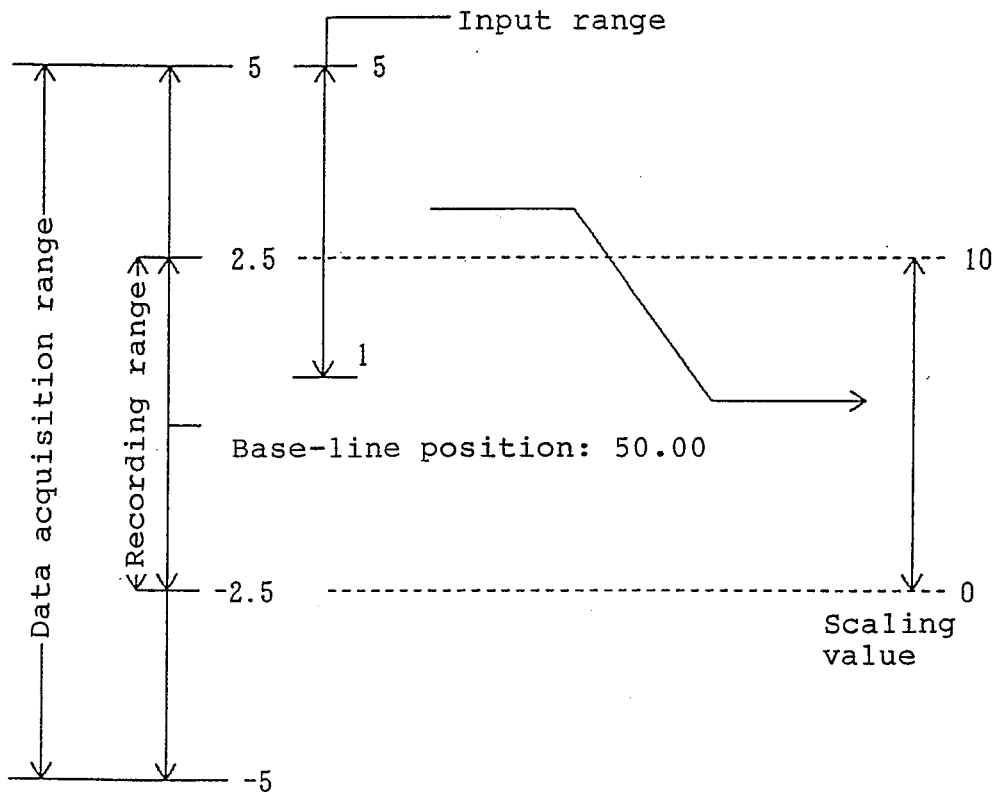 Input range
5
5
Data acquisition range
Recording range
2.5
10
1
Base-line position: 50.00
-2.5
0
Scaling
value
-5